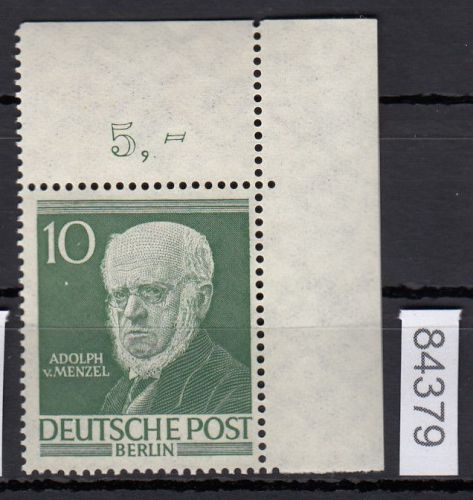 5,-
10
ADOLPH
v. MENZEL
DEUTSCHE POST
BERLIN
84379